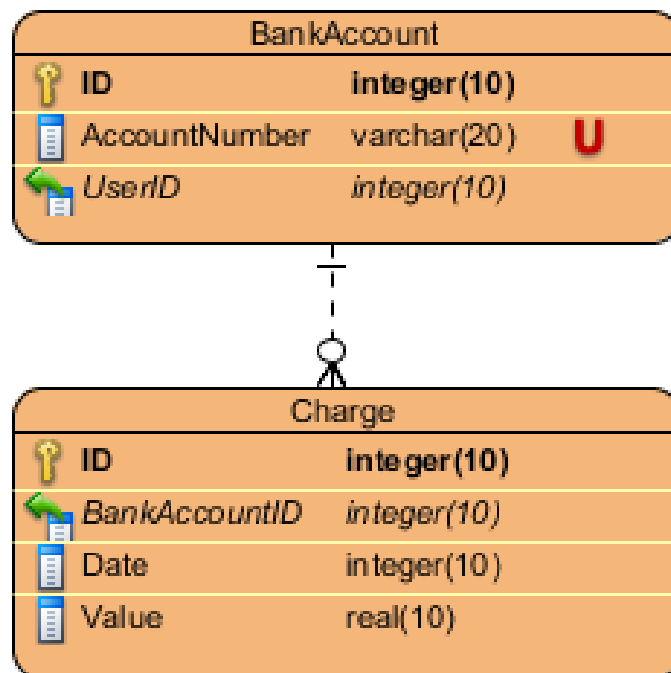 BankAccount
ID integer(10)
AccountNumber varchar(20) U
UserID integer(10)
Charge
ID integer(10)
BankAccountID integer(10)
Date integer(10)
Value real(10)